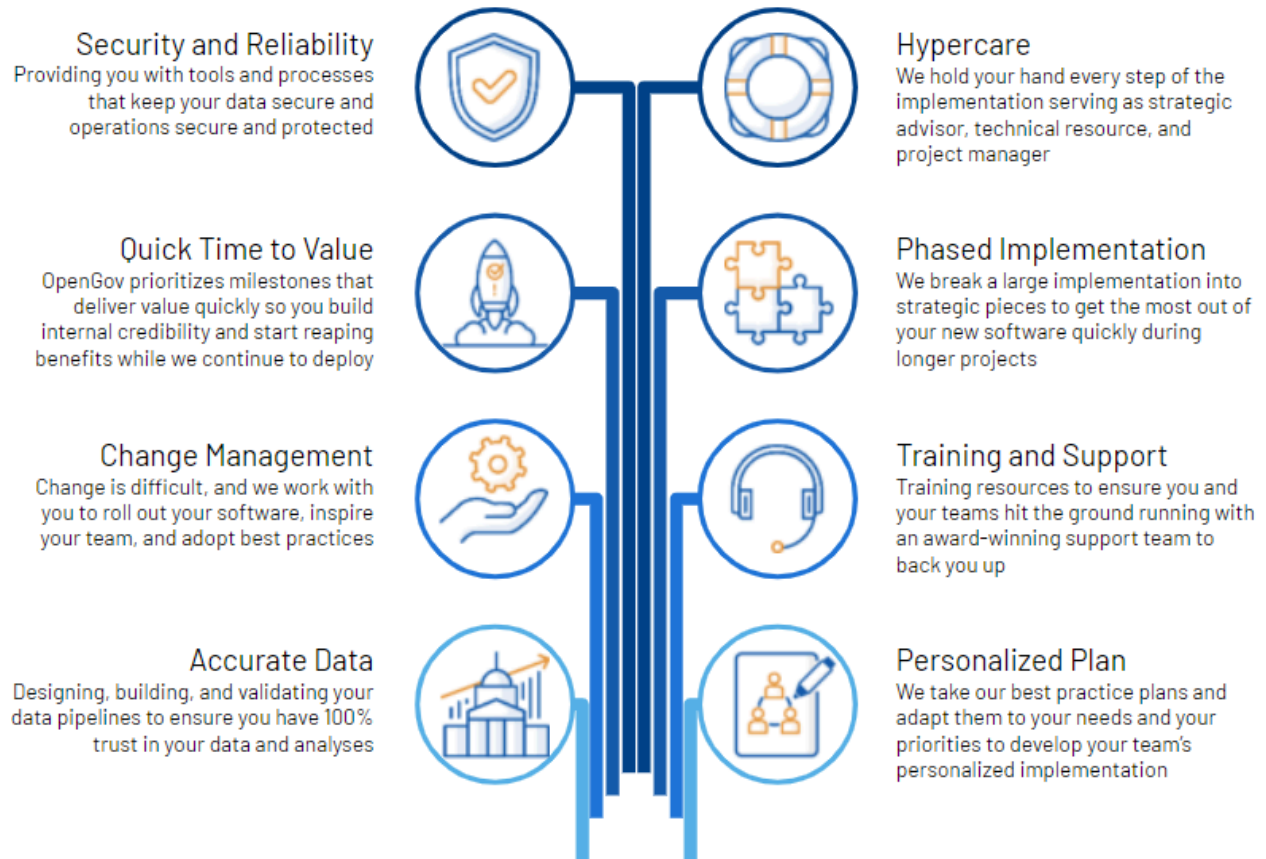 Security and Reliability
Providing you with tools and processes
that keep your data secure and
operations secure and protected
Hypercare
We hold your hand every step of the
implementation serving as strategic
advisor, technical resource, and
project manager
Quick Time to Value
OpenGov prioritizes milestones that
deliver value quickly so you build
internal credibility and start reaping
benefits while we continue to deploy
Phased Implementation
We break a large implementation into
strategic pieces to get the most out of
your new software quickly during
longer projects
Change Management
Change is difficult, and we work with
you to roll out your software, inspire
your team, and adopt best practices
Training and Support
Training resources to ensure you and
your teams hit the ground running with
an award-winning support team to
back you up
Accurate Data
Designing, building, and validating your
data pipelines to ensure you have 100%
trust in your data and analyses
Personalized Plan
We take our best practice plans and
adapt them to your needs and your
priorities to develop your team's
personalized implementation